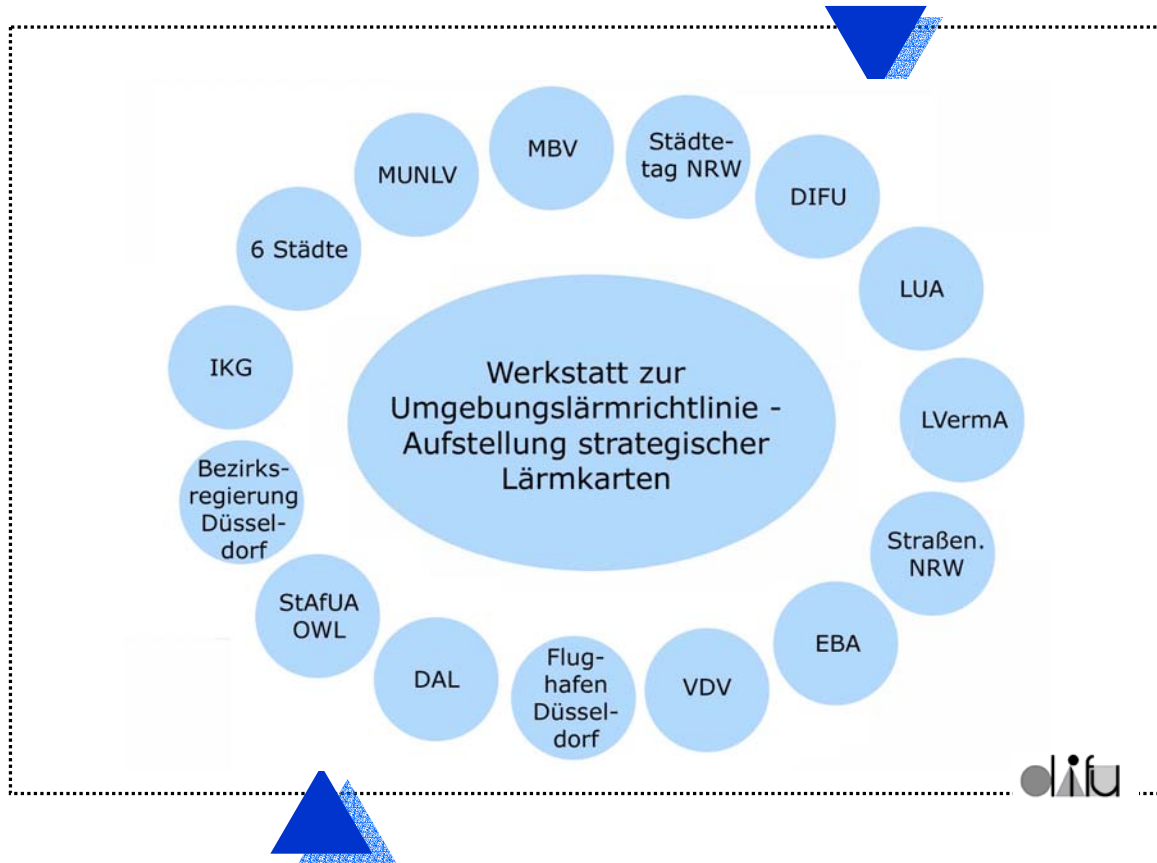 MBV
Städte-
tag NRW
DIFU
LUA
LVermA
Straßen.
NRW
EBA
VDV
Flug-
hafen
Düssel-
dorf
DAL
StAfUA
OWL
Bezirks-
regierung
Düssel-
dorf
IKG
6 Städte
MUNLV
Werkstatt zur
Umgebungslärmrichtlinie -
Aufstellung strategischer
Lärmkarten
difu